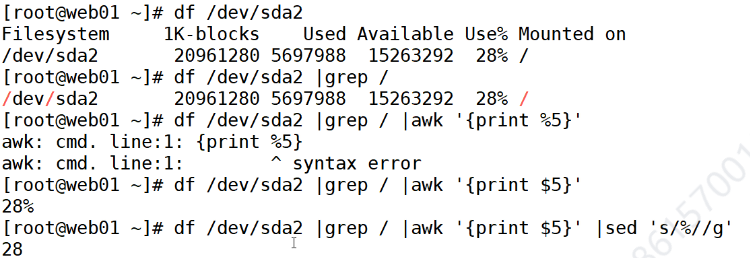 [root@web01 ~]# df /dev/sda2
Filesystem     1K-blocks    Used Available Use% Mounted on
/dev/sda2       20961280 5697988  15263292  28% /
[root@web01 ~]# df /dev/sda2 |grep /
/dev/sda2       20961280 5697988  15263292  28% /
[root@web01 ~]# df /dev/sda2 |grep / |awk '{print %5}'
awk: cmd. line:1: {print %5}
awk: cmd. line:1:        ^ syntax error
[root@web01 ~]# df /dev/sda2 |grep / |awk '{print $5}'
28%
[root@web01 ~]# df /dev/sda2 |grep / |awk '{print $5}' |sed 's/%//g'
28